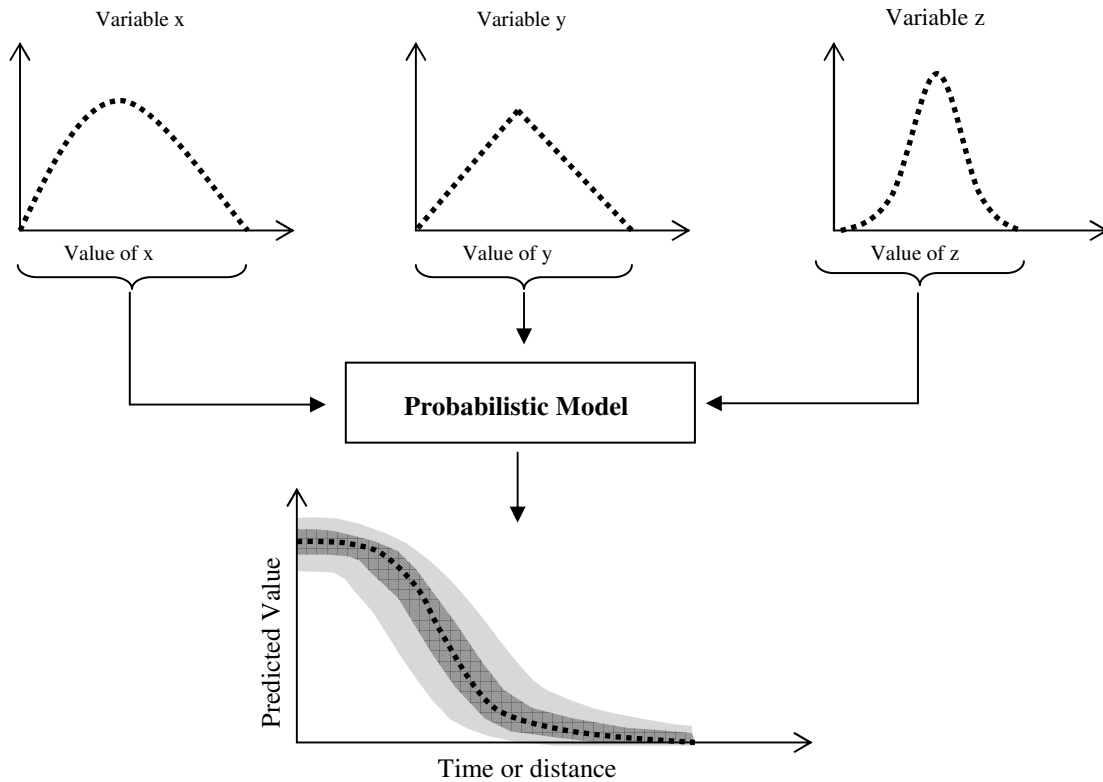 Variable x
Variable y
Variable z
Value of x
Value of y
Value of z
Probabilistic Model
Predicted Value
Time or distance